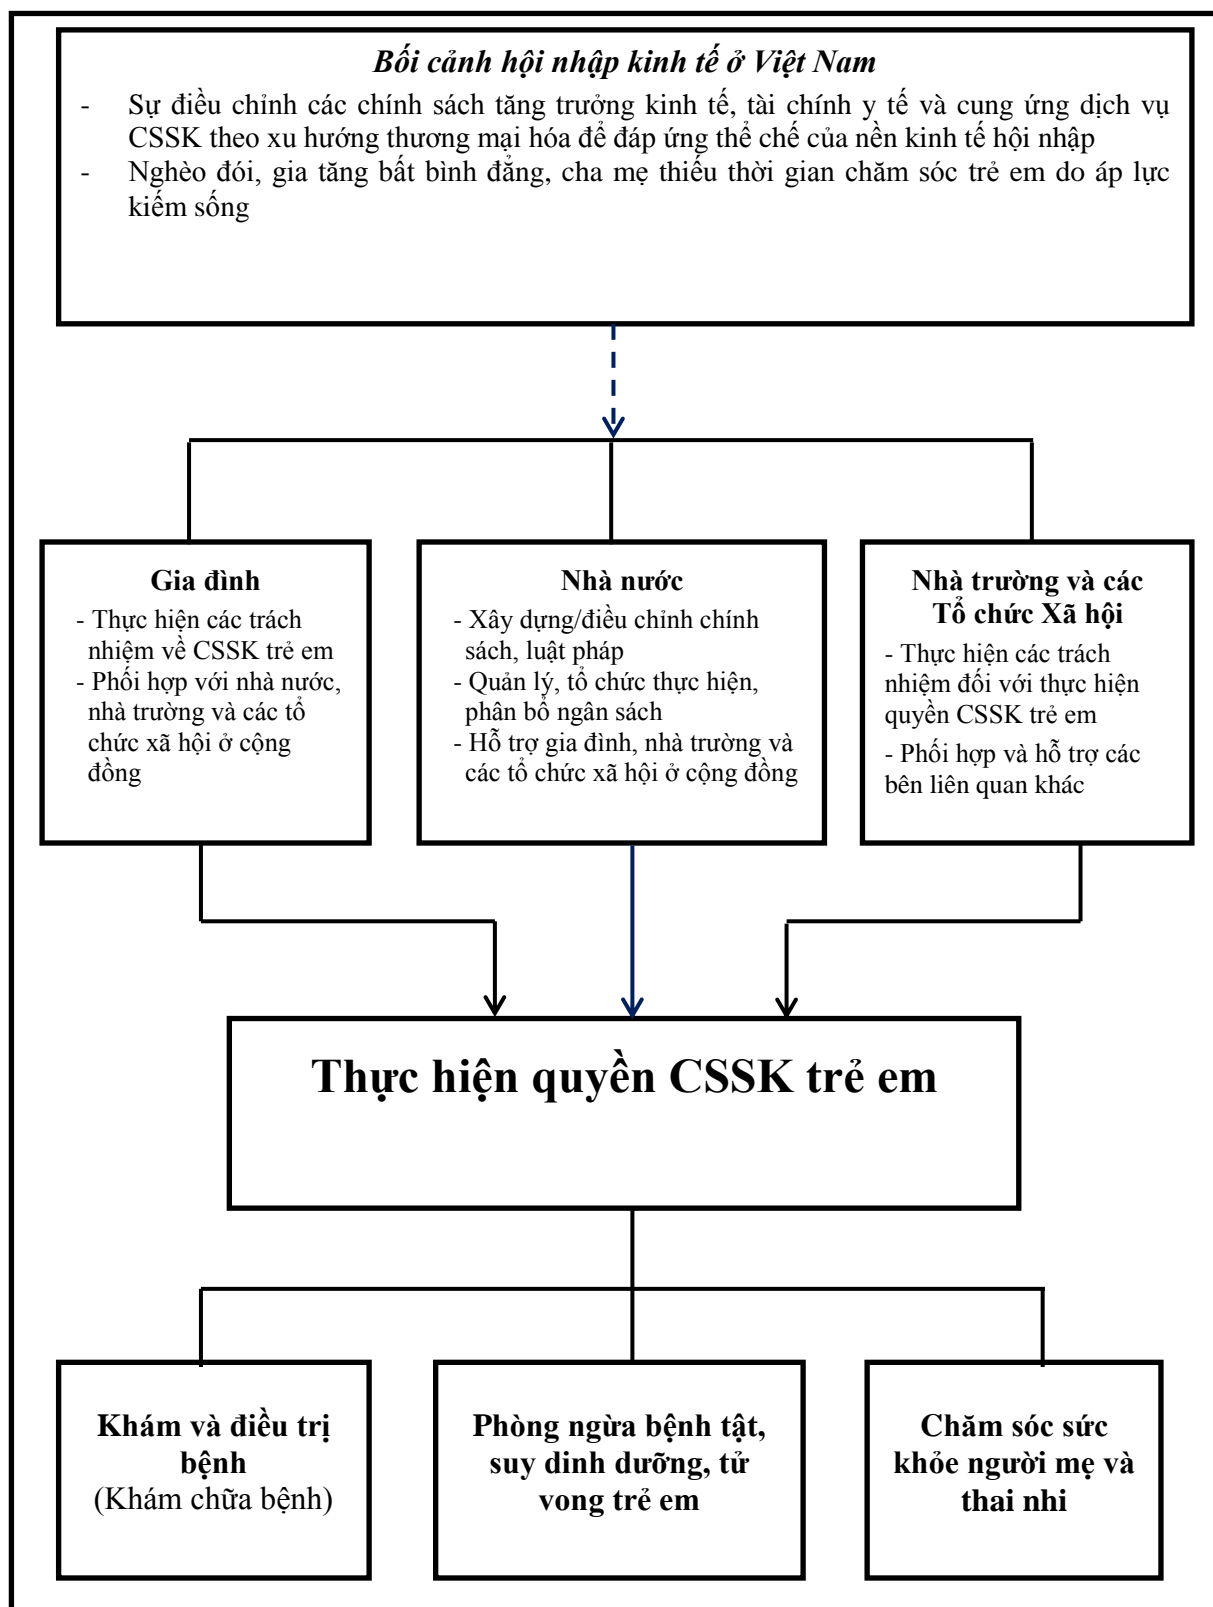 Bối cảnh hội nhập kinh tế ở Việt Nam
- Sự điều chỉnh các chính sách tăng trưởng kinh tế, tài chính y tế và cung ứng dịch vụ
CSSK theo xu hướng thương mại hóa để đáp ứng thể chế của nền kinh tế hội nhập
- Nghèo đói, gia tăng bất bình đẳng, cha mẹ thiếu thời gian chăm sóc trẻ em do áp lực
kiếm sống
Gia đình
- Thực hiện các trách
nhiệm về CSSK trẻ em
- Phối hợp với nhà nước,
nhà trường và các tổ
chức xã hội ở cộng
đồng
Nhà nước
- Xây dựng/điều chỉnh chính
sách, luật pháp
- Quản lý, tổ chức thực hiện,
phân bổ ngân sách
- Hỗ trợ gia đình, nhà trường và
các tổ chức xã hội ở cộng đồng
Nhà trường và các
Tổ chức Xã hội
- Thực hiện các trách
nhiệm đối với thực hiện
quyền CSSK trẻ em
- Phối hợp và hỗ trợ các
bên liên quan khác
Thực hiện quyền CSSK trẻ em
Khám và điều trị
bệnh
(Khám chữa bệnh)
Phòng ngừa bệnh tật,
suy dinh dưỡng, tử
vong trẻ em
Chăm sóc sức
khỏe người mẹ và
thai nhi